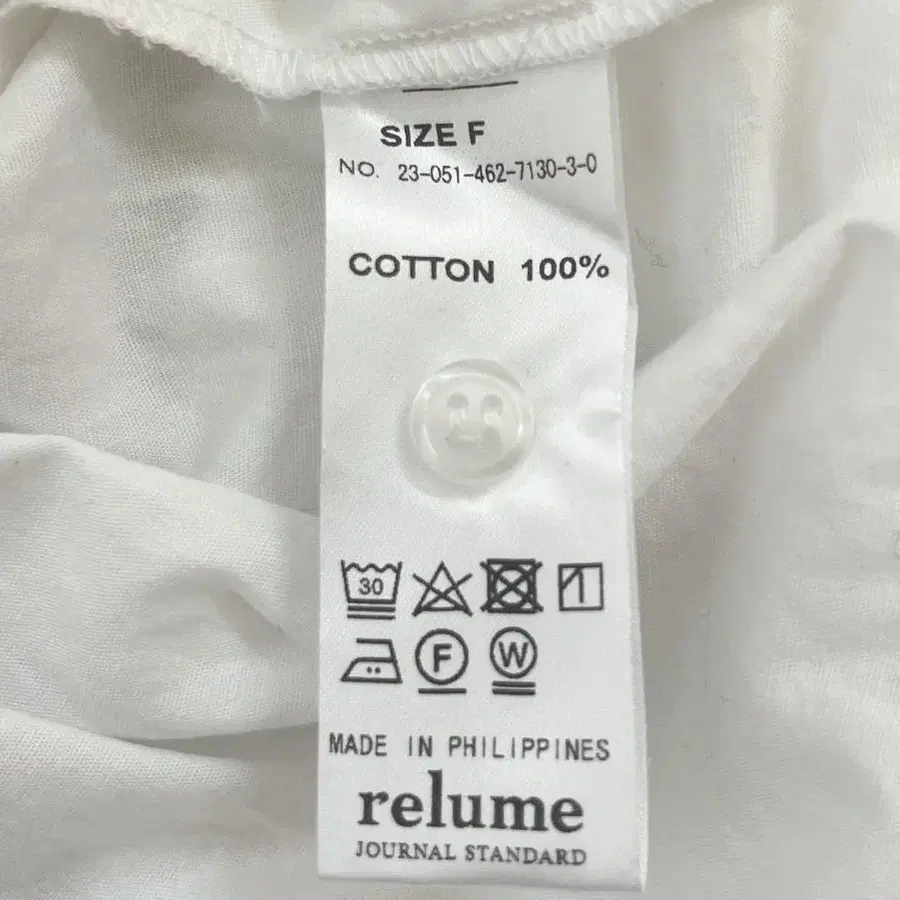 SIZE F
NO. 23-051-462-7130-3-0
COTTON 100%
30
F W
MADE IN PHILIPPINES
relume
JOURNAL STANDARD